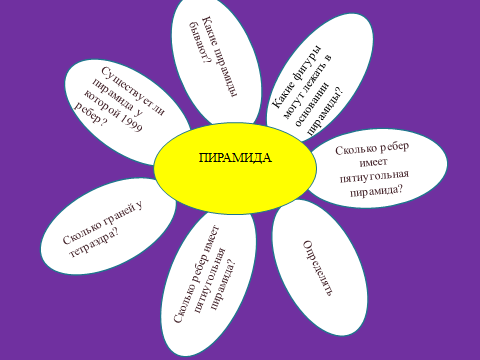 ПИРАМИДА
Какие пирамиды
бывают?
Какие фигуры
могут лежать в
основании
пирамиды?
Сколько ребер
имеет
пятиугольная
пирамида?
Определять
Сколько ребер имеет
пятиугольная
пирамида?
Сколько граней у
тетраэдра?
Существует ли
пирамида у
которой 1999
ребер?